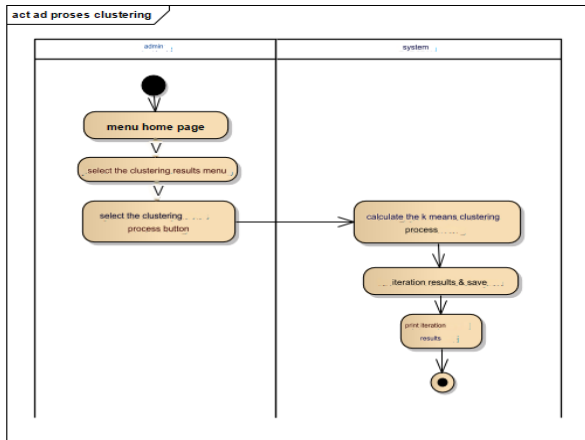 act ad proses clustering
admin
system
menu home page
select the clustering results menu
select the clustering
process button
calculate the k means clustering
process
iteration results & save
print iteration
results